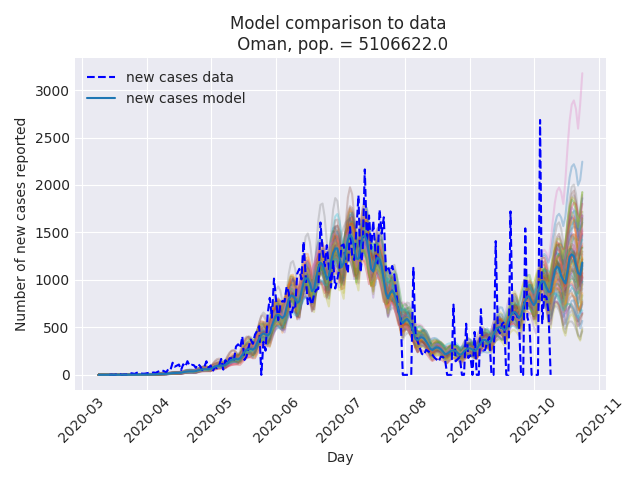 Model comparison to data
Oman, pop. = 5106622.0
new cases data
new cases model
Number of new cases reported
3000
2500
2000
1500
1000
500
0
2020-03
2020-04
2020-05
2020-06
2020-07
2020-08
2020-09
2020-10
2020-11
Day